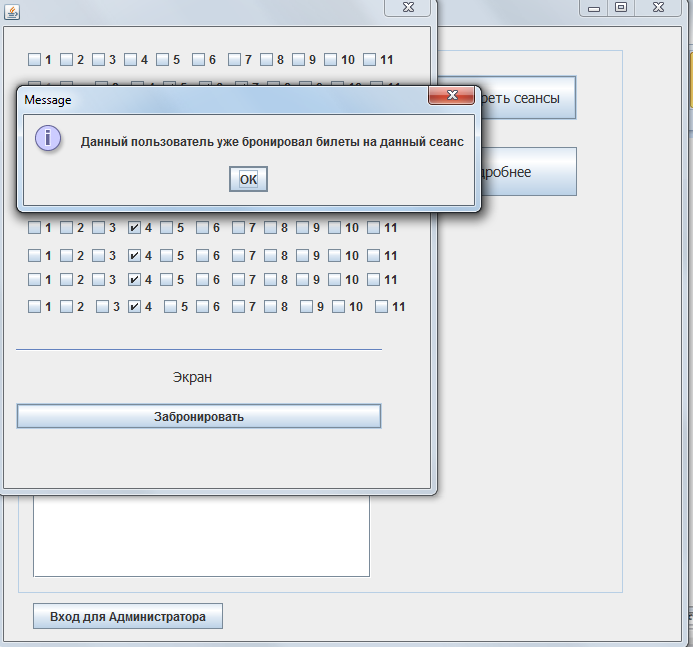 1 2 3 4 5 6 7 8 9 10 11
Message
Данный пользователь уже бронировал билеты на данный сеанс
OK
сеансы
1 2 3 4 5 6 7 8 9 10 11
1 2 3 4 5 6 7 8 9 10 11
1 2 3 4 5 6 7 8 9 10 11
1 2 3 4 5 6 7 8 9 10 11
Экран
Забронировать
Вход для Администратора